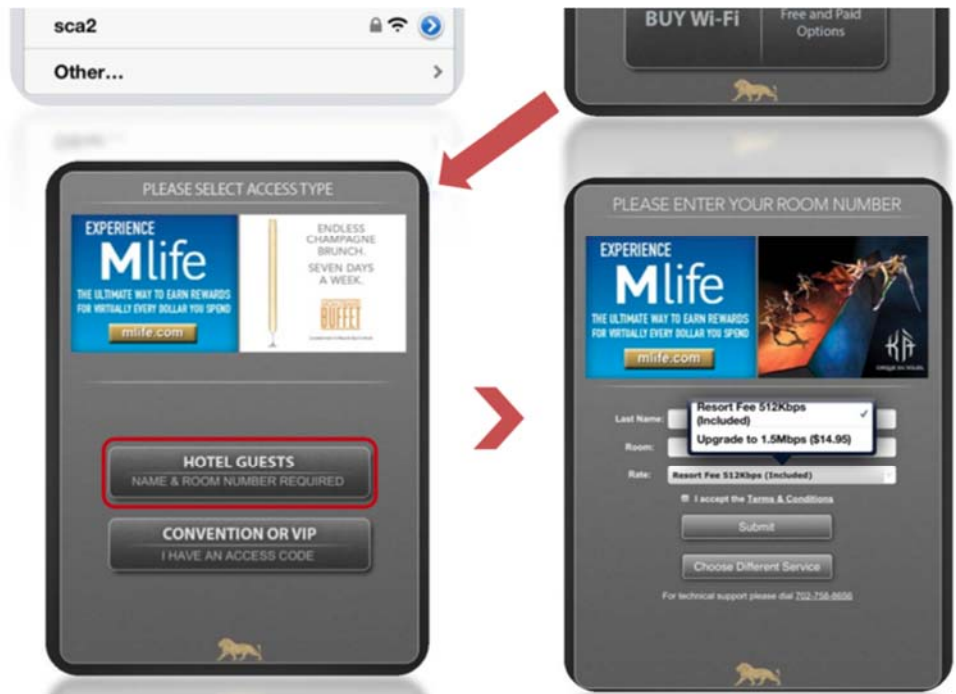 sca2
Other...
BUY Wi-Fi
Free and Paid
Options
PLEASE SELECT ACCESS TYPE
EXPERIENCE
Mlife
THE ULTIMATE WAY TO EARN REWARDS
FOR VIRTUALLY EVERY DOLLAR YOU SPEND
mlife.com
ENDLESS
CHAMPAGNE
BRUNCH.
SEVEN DAYS
A WEEK.
BUFFET
HOTEL GUESTS
NAME & ROOM NUMBER REQUIRED
CONVENTION OR VIP
I HAVE AN ACCESS CODE
PLEASE ENTER YOUR ROOM NUMBER
EXPERIENCE
Mlife
THE ULTIMATE WAY TO EARN REWARDS
FOR VIRTUALLY EVERY DOLLAR YOU SPEND
mlife.com
KÀ
CIRQUE DU SOLEIL
Last Name:
Resort Fee 512Kbps
(Included)
Upgrade to 1.5Mbps ($14.95)
Room:
Rate:
Resort Fee 512Kbps (Included)
I accept the Terms & Conditions
Submit
Choose Different Service
For technical support please dial 702-758-8656